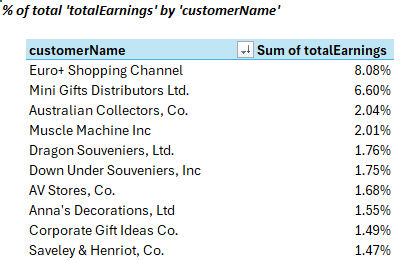 % of total 'totalEarnings' by 'customerName'
customerName Sum of totalEarnings
Euro+ Shopping Channel 8.08%
Mini Gifts Distributors Ltd. 6.60%
Australian Collectors, Co. 2.04%
Muscle Machine Inc 2.01%
Dragon Souveniers, Ltd. 1.76%
Down Under Souveniers, Inc 1.75%
AV Stores, Co. 1.68%
Anna's Decorations, Ltd 1.55%
Corporate Gift Ideas Co. 1.49%
Saveley & Henriot, Co. 1.47%